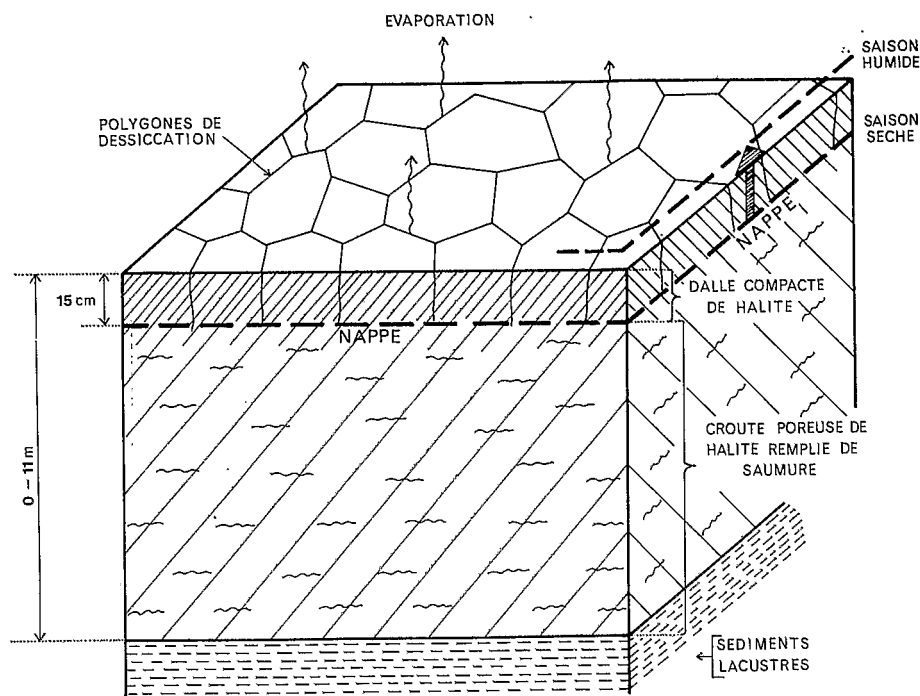 EVAPORATION
SAISON
HUMIDE
POLYGONES DE
DESSICCATION
SAISON
SECHE
NAPPE
15 cm
DALLE COMPACTE
DE HALITE
NAPPE
0 - 11 m
CROUTE POREUSE DE
HALITE REMPLIE DE
SAUMURE
SEDIMENTS
LACUSTRES